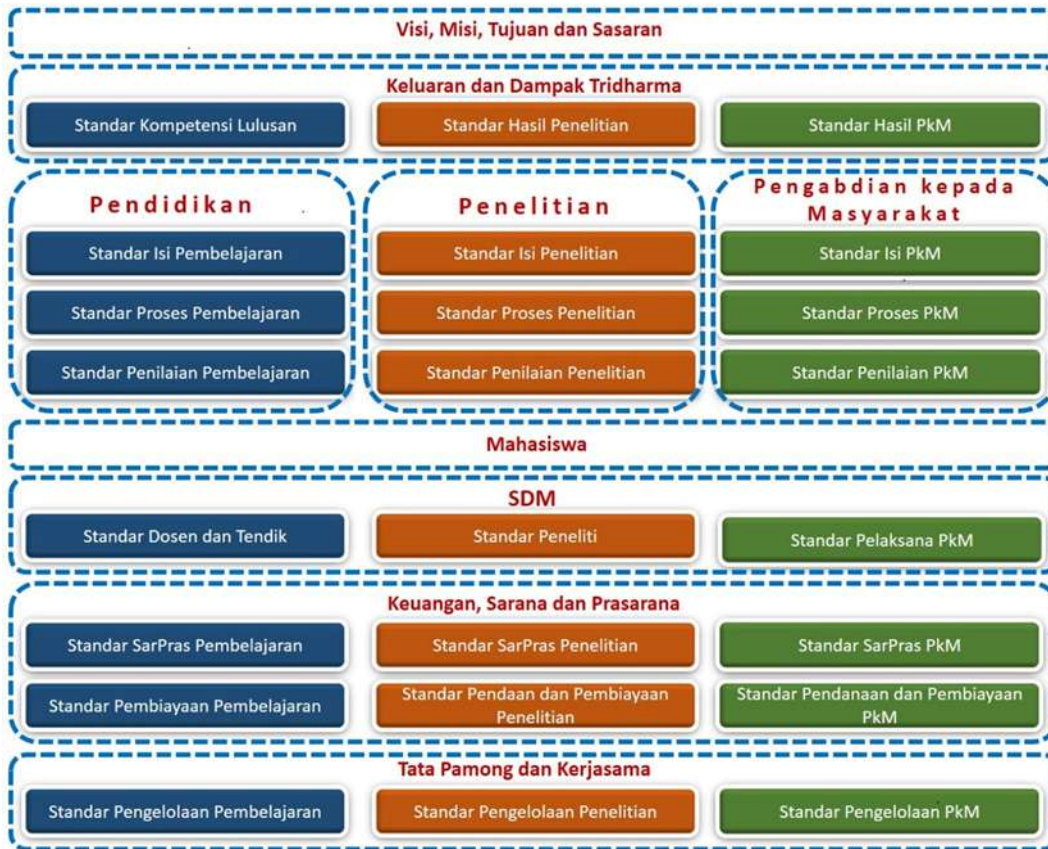 Visi, Misi, Tujuan dan Sasaran
Keluaran dan Dampak Tridharma
Standar Kompetensi Lulusan
Standar Hasil Penelitian
Standar Hasil PkM
Pendidikan
Standar Isi Pembelajaran
Standar Proses Pembelajaran
Standar Penilaian Pembelajaran
Penelitian
Standar Isi Penelitian
Standar Proses Penelitian
Standar Penilaian Penelitian
Pengabdian kepada
Masyarakat
Standar Isi PkM
Standar Proses PkM
Standar Penilaian PkM
Mahasiswa
SDM
Standar Dosen dan Tendik
Standar Peneliti
Standar Pelaksana PkM
Keuangan, Sarana dan Prasarana
Standar SarPras Pembelajaran
Standar SarPras Penelitian
Standar SarPras PkM
Standar Pembiayaan Pembelajaran
Standar Pendaan dan Pembiayaan
Penelitian
Standar Pendanaan dan Pembiayaan
PkM
Tata Pamong dan Kerjasama
Standar Pengelolaan Pembelajaran
Standar Pengelolaan Penelitian
Standar Pengelolaan PkM